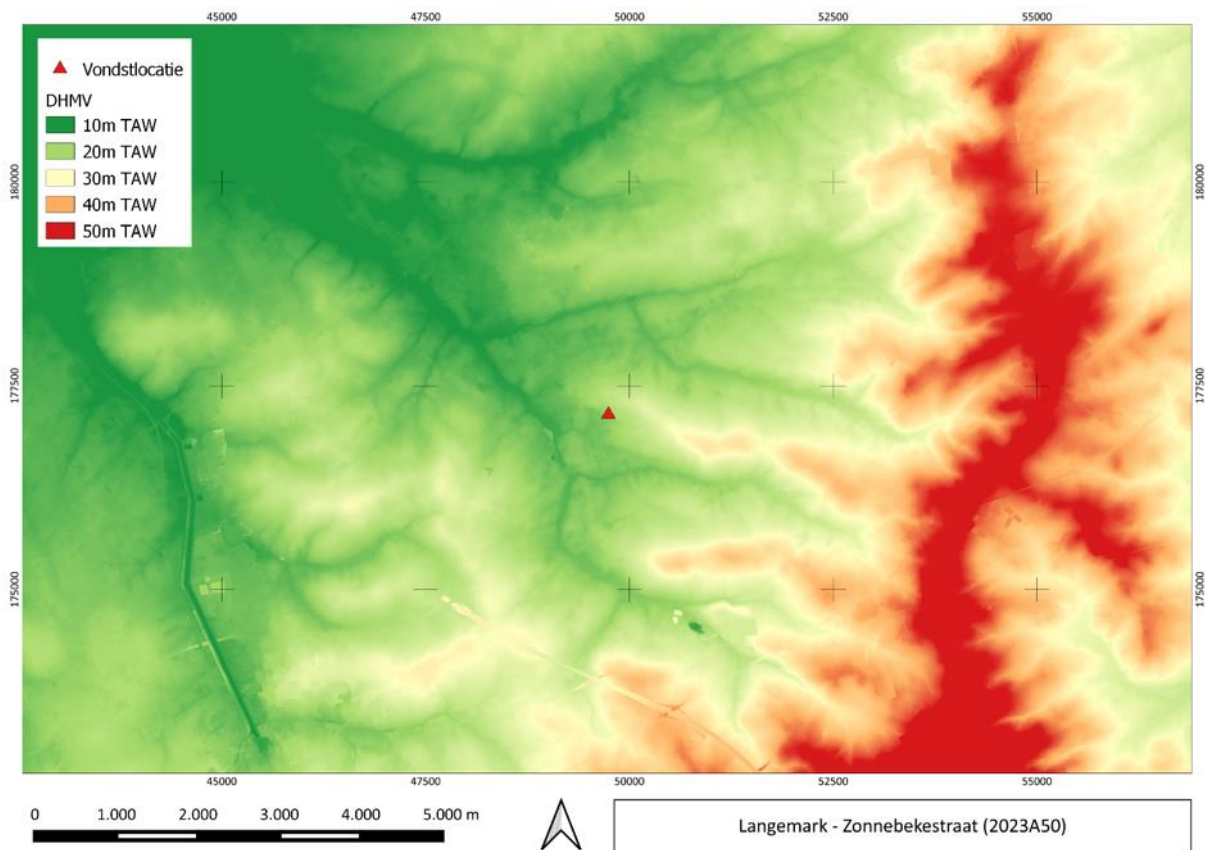 45000 47500 50000 52500 55000
Vondstlocatie
DHMV
10m TAW
20m TAW
30m TAW
40m TAW
50m TAW
180000 180000
177500 177500
175000 175000
45000 47500 50000 52500 55000
0 1.000 2.000 3.000 4.000 5.000 m
Langemark - Zonnebekestraat (2023A50)